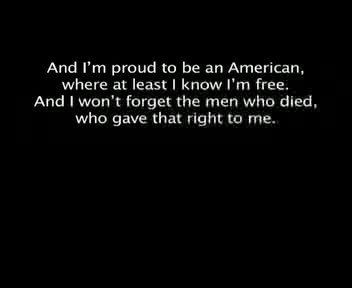 And I'm proud to be an American,
where at least I know I'm free.
And I won't forget the men who died,
who gave that right to me.